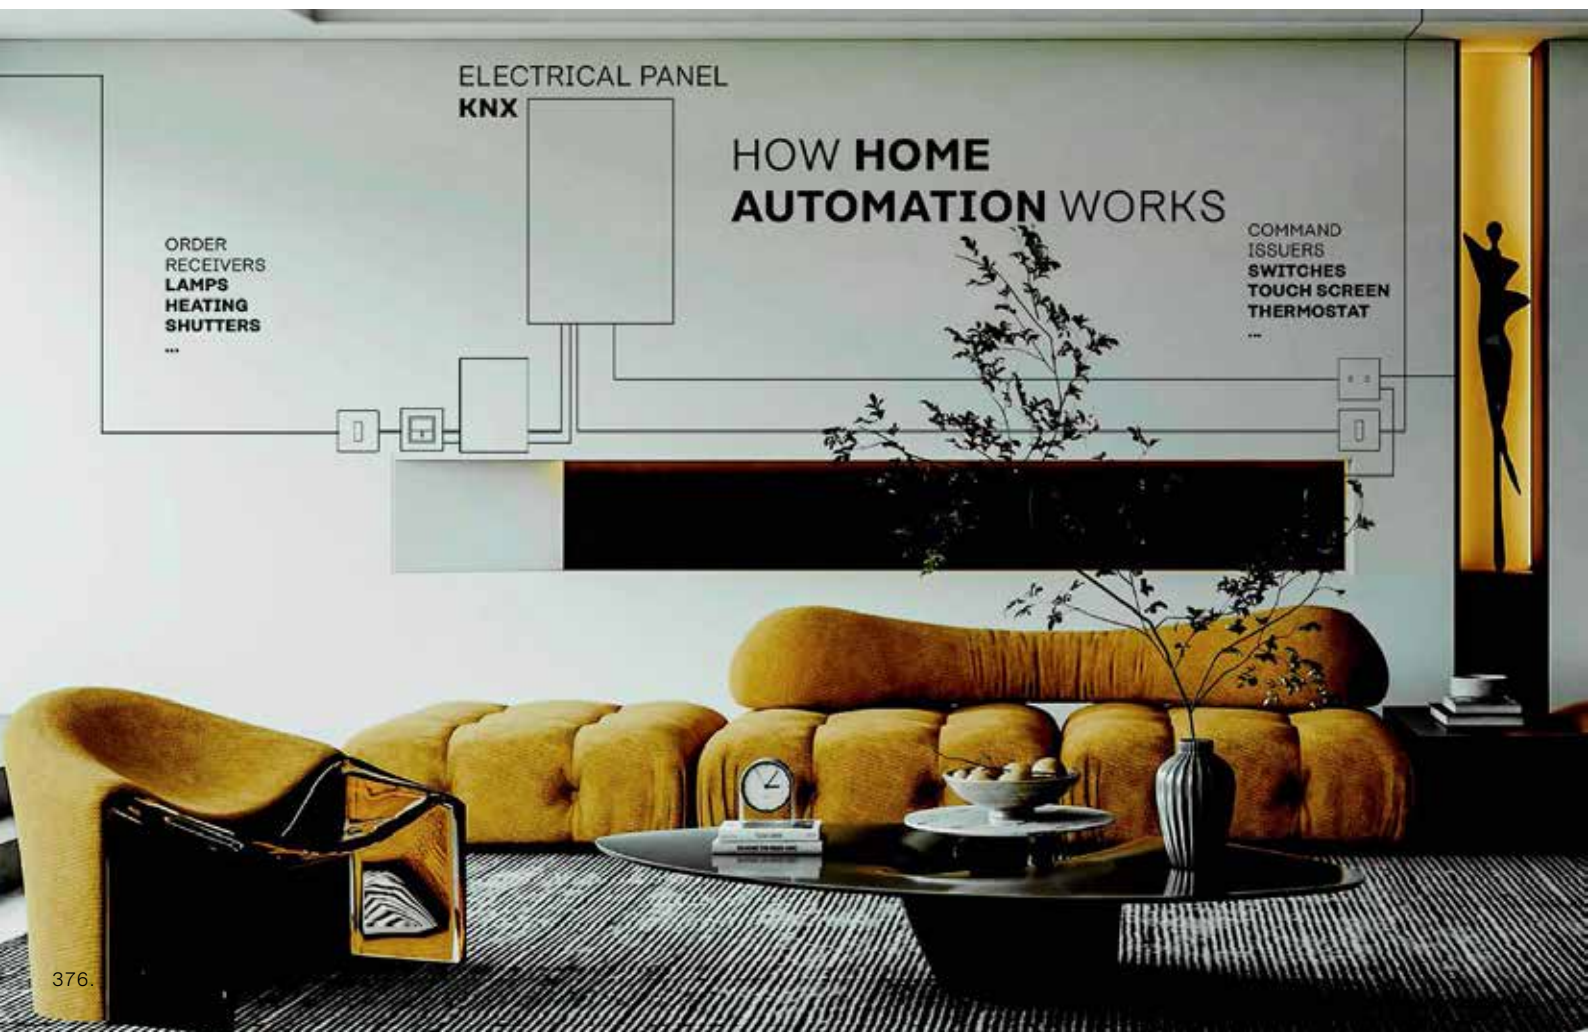 ELECTRICAL PANEL
KNX
HOW HOME
AUTOMATION WORKS
ORDER
RECEIVERS
LAMPS
HEATING
SHUTTERS
...
COMMAND
ISSUERS
SWITCHES
TOUCH SCREEN
THERMOSTAT
...
376.